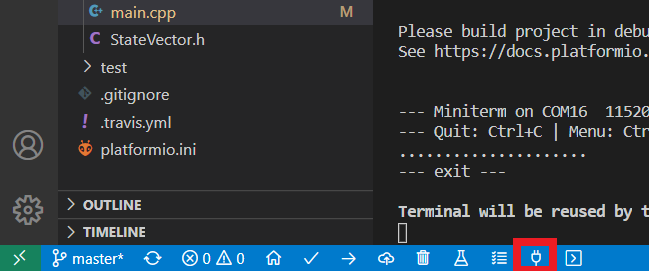 main.cpp M
StateVector.h
test
.gitignore
.travis.yml
platformio.ini
OUTLINE
TIMELINE
Please build project in debu
See https://docs.platformio.
--- Miniterm on COM16 11520
--- Quit: Ctrl+C | Menu: Ctr
.....................
--- exit ---
Terminal will be reused by t
master* 0 0